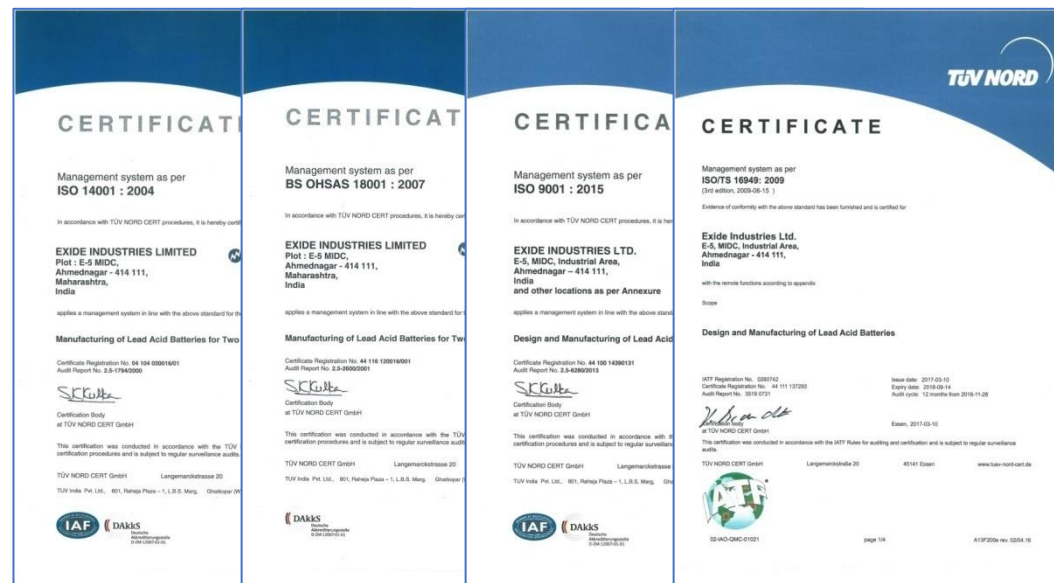 CERTIFICATI
Management system as per
ISO 14001 : 2004
In accordance with TÜV NORD CERT procedures, it is hereby certi
EXIDE INDUSTRIES LIMITED
Plot : E-5 MIDC,
Ahmednagar - 414 111,
Maharashtra,
India
applies a management system in line with the above standard for th
Manufacturing of Lead Acid Batteries for Two
Certificate Registration No. 04 104 030016/01
Audit Report No. 2.5-1794/2000
Certification Body
at TÜV NORD CERT GmbH
This certification was conducted in accordance with the TÜV
certification procedures and is subject to regular surveillance audits.
TÜV NORD CERT GmbH Langemarckstrasse 20
TUV India Pvt. Ltd., 801, Raheja Plaza – 1, L.B.S. Marg, Ghatkopar (W
IAF
DAkkS
Deutsche
Akkreditierungsstelle
CERTIFICAT
Management system as per
BS OHSAS 18001 : 2007
In accordance with TÜV NORD CERT procedures, it is hereby cer
EXIDE INDUSTRIES LIMITED
Plot : E-5 MIDC,
Ahmednagar - 414 111,
Maharashtra,
India
applies a management system in line with the above standard for
Manufacturing of Lead Acid Batteries for Tw
Certificate Registration No. 44 116 120016/001
Audit Report No. 2.5-2600/2001
Certification Body
at TÜV NORD CERT GmbH
This certification was conducted in accordance with the TÜV
certification procedures and is subject to regular surveillance audit
TÜV NORD CERT GmbH Langemarckstrasse 20
TUV India Pvt. Ltd., 801, Raheja Plaza – 1, L.B.S. Marg, Ghatkopar (W
DAkkS
Deutsche
Akkreditierungsstelle
CERTIFICA
Management system as per
ISO 9001 : 2015
In accordance with TÜV NORD CERT procedures, it is her
EXIDE INDUSTRIES LTD.
E-5, MIDC, Industrial Area,
Ahmednagar – 414 111,
India
and other locations as per Annexure
applies a management system in line with the above stand
Design and Manufacturing of Lead Acid
Certificate Registration No. 44 100 14390131
Audit Report No. 2.5-6280/2013
Certification Body
at TÜV NORD CERT GmbH
This certification was conducted in accordance with th
certification procedures and is subject to regular surveillanc
TÜV NORD CERT GmbH Langemarckstrasse
TUV India Pvt. Ltd., 801, Raheja Plaza – 1, L.B.S. Marg, Gha
IAF
DAkkS
Deutsche
Akkreditierungsstelle
TÜV NORD
CERTIFICATE
Management system as per
ISO/TS 16949: 2009
(3rd edition, 2009-06-15 )
Evidence of conformity with the above standard has been furnished and is certified for
Exide Industries Ltd.
E-5, MIDC, Industrial Area,
Ahmednagar - 414 111,
India
with the remote functions according to appendix
Scope
Design and Manufacturing of Lead Acid Batteries
IATF Registration No. 0260742 Issue date: 2017-03-10
Certificate Registration No. 44 111 137293 Expiry date: 2018-09-14
Audit Report No. 3519 0731 Audit cycle: 12 months from 2016-11-28
Certification body
at TÜV NORD CERT GmbH Essen, 2017-03-10
This certification was conducted in accordance with the IATF Rules for auditing and certification and is subject to regular surveillance
audits.
TÜV NORD CERT GmbH Langemarckstraße 20 45141 Essen www.tuev-nord-cert.de
IATF
02-IAO-QMC-01021 page 1/4 A13F200e rev. 02/04.16